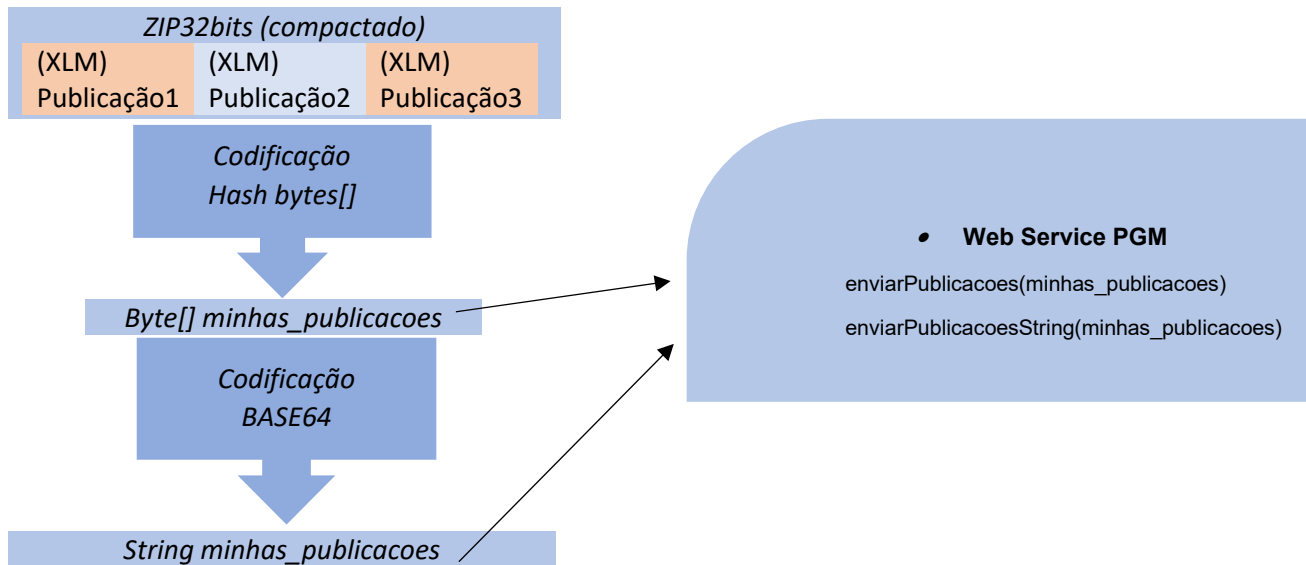 ZIP32bits (compactado)
(XLM) (XLM) (XLM)
Publicação1 Publicação2 Publicação3
Codificação
Hash bytes[]
Byte[] minhas_publicacoes
Codificação
BASE64
String minhas_publicacoes
• Web Service PGM
enviarPublicacoes(minhas_publicacoes)
enviarPublicacoesString(minhas_publicacoes)